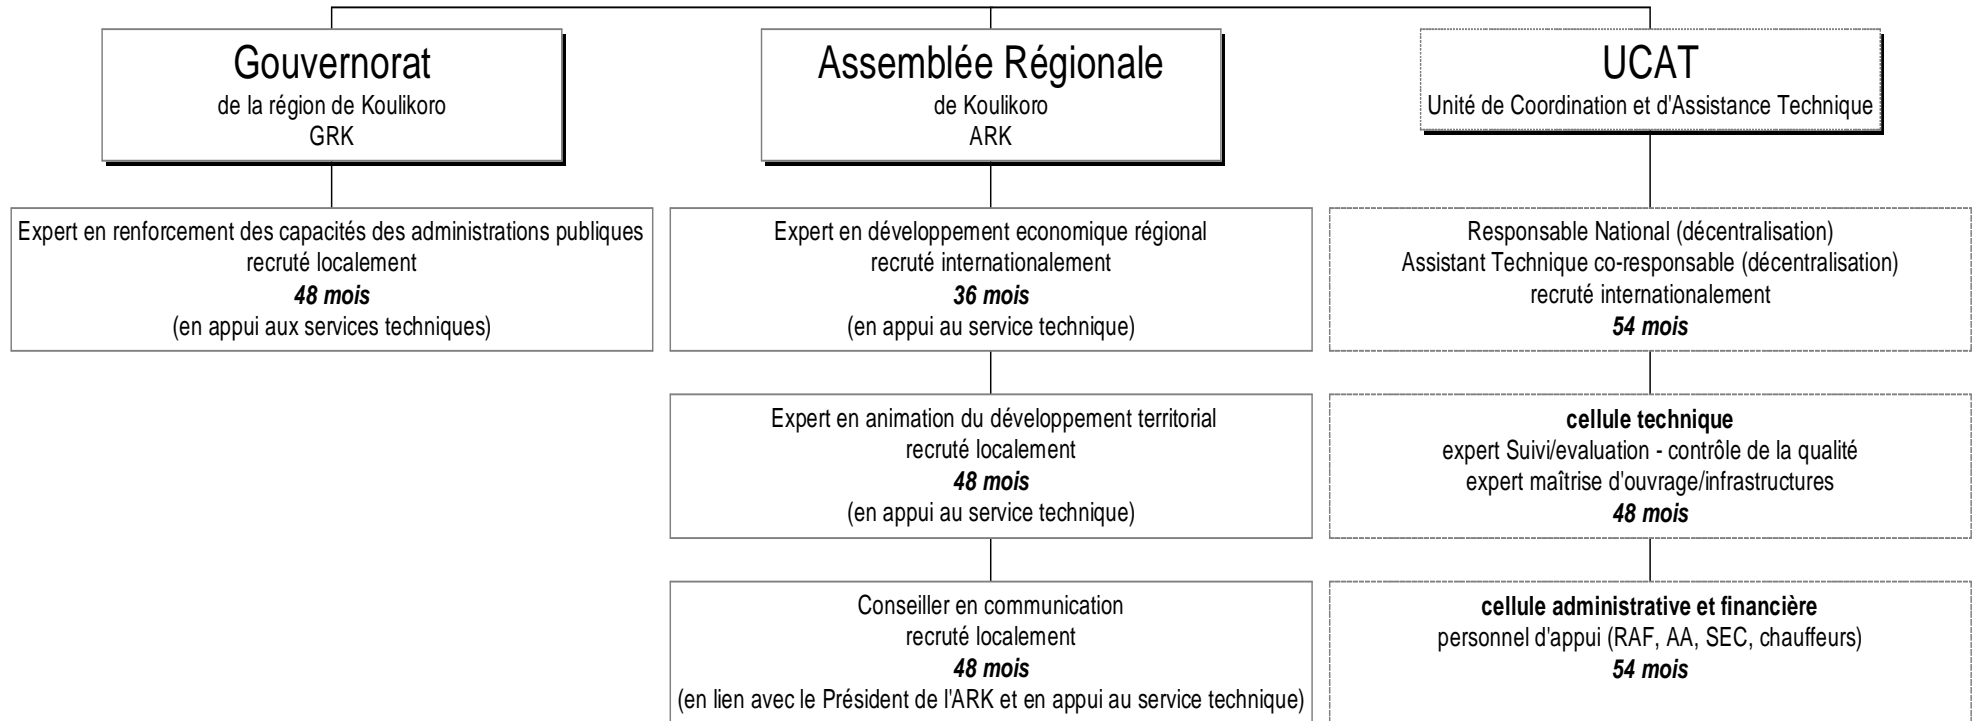 Gouvernorat
de la région de Koulikoro
GRK
Assemblée Régionale
de Koulikoro
ARK
UCAT
Unité de Coordination et d'Assistance Technique
Expert en renforcement des capacités des administrations publiques
recruté localement
48 mois
(en appui aux services techniques)
Expert en développement economique régional
recruté internationalement
36 mois
(en appui au service technique)
Responsable National (décentralisation)
Assistant Technique co-responsable (décentralisation)
recruté internationalement
54 mois
Expert en animation du développement territorial
recruté localement
48 mois
(en appui au service technique)
cellule technique
expert Suivi/evaluation - contrôle de la qualité
expert maîtrise d'ouvrage/infrastructures
48 mois
Conseiller en communication
recruté localement
48 mois
(en lien avec le Président de l'ARK et en appui au service technique)
cellule administrative et financière
personnel d'appui (RAF, AA, SEC, chauffeurs)
54 mois